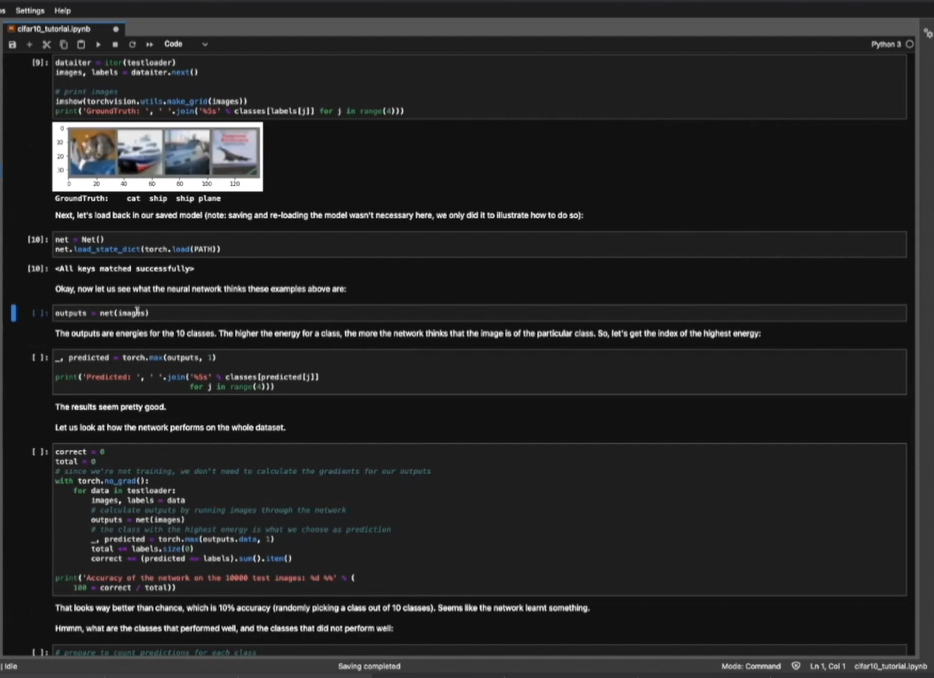 Settings Help
cifar10_tutorial.ipynb
Code
Python 3
[9]: dataiter = iter(testloader)
images, labels = dataiter.next()
# print images
imshow(torchvision.utils.make_grid(images))
print('GroundTruth: ', ' '.join('%5s' % classes[labels[j]] for j in range(4)))
0
10
20
30
0 20 40 60 80 100 120
GroundTruth: cat ship ship plane
Next, let's load back in our saved model (note: saving and re-loading the model wasn't necessary here, we only did it to illustrate how to do so):
[10]: net = Net()
net.load_state_dict(torch.load(PATH))
[10]: <All keys matched successfully>
Okay, now let us see what the neural network thinks these examples above are:
[ ]: outputs = net(images)
The outputs are energies for the 10 classes. The higher the energy for a class, the more the network thinks that the image is of the particular class. So, let's get the index of the highest energy:
[ ]: _, predicted = torch.max(outputs, 1)
print('Predicted: ', ' '.join('%5s' % classes[predicted[j]]
for j in range(4)))
The results seem pretty good.
Let us look at how the network performs on the whole dataset.
[ ]: correct = 0
total = 0
# since we're not training, we don't need to calculate the gradients for our outputs
with torch.no_grad():
for data in testloader:
images, labels = data
# calculate outputs by running images through the network
outputs = net(images)
# the class with the highest energy is what we choose as prediction
_, predicted = torch.max(outputs.data, 1)
total += labels.size(0)
correct += (predicted == labels).sum().item()
print('Accuracy of the network on the 10000 test images: %d %%' % (
100 * correct / total))
That looks way better than chance, which is 10% accuracy (randomly picking a class out of 10 classes). Seems like the network learnt something.
Hmmm, what are the classes that performed well, and the classes that did not perform well:
[ ]: # prepare to count predictions for each class
| Idle
Saving completed
Mode: Command
Ln 1, Col 1
cifar10_tutorial.ipynb